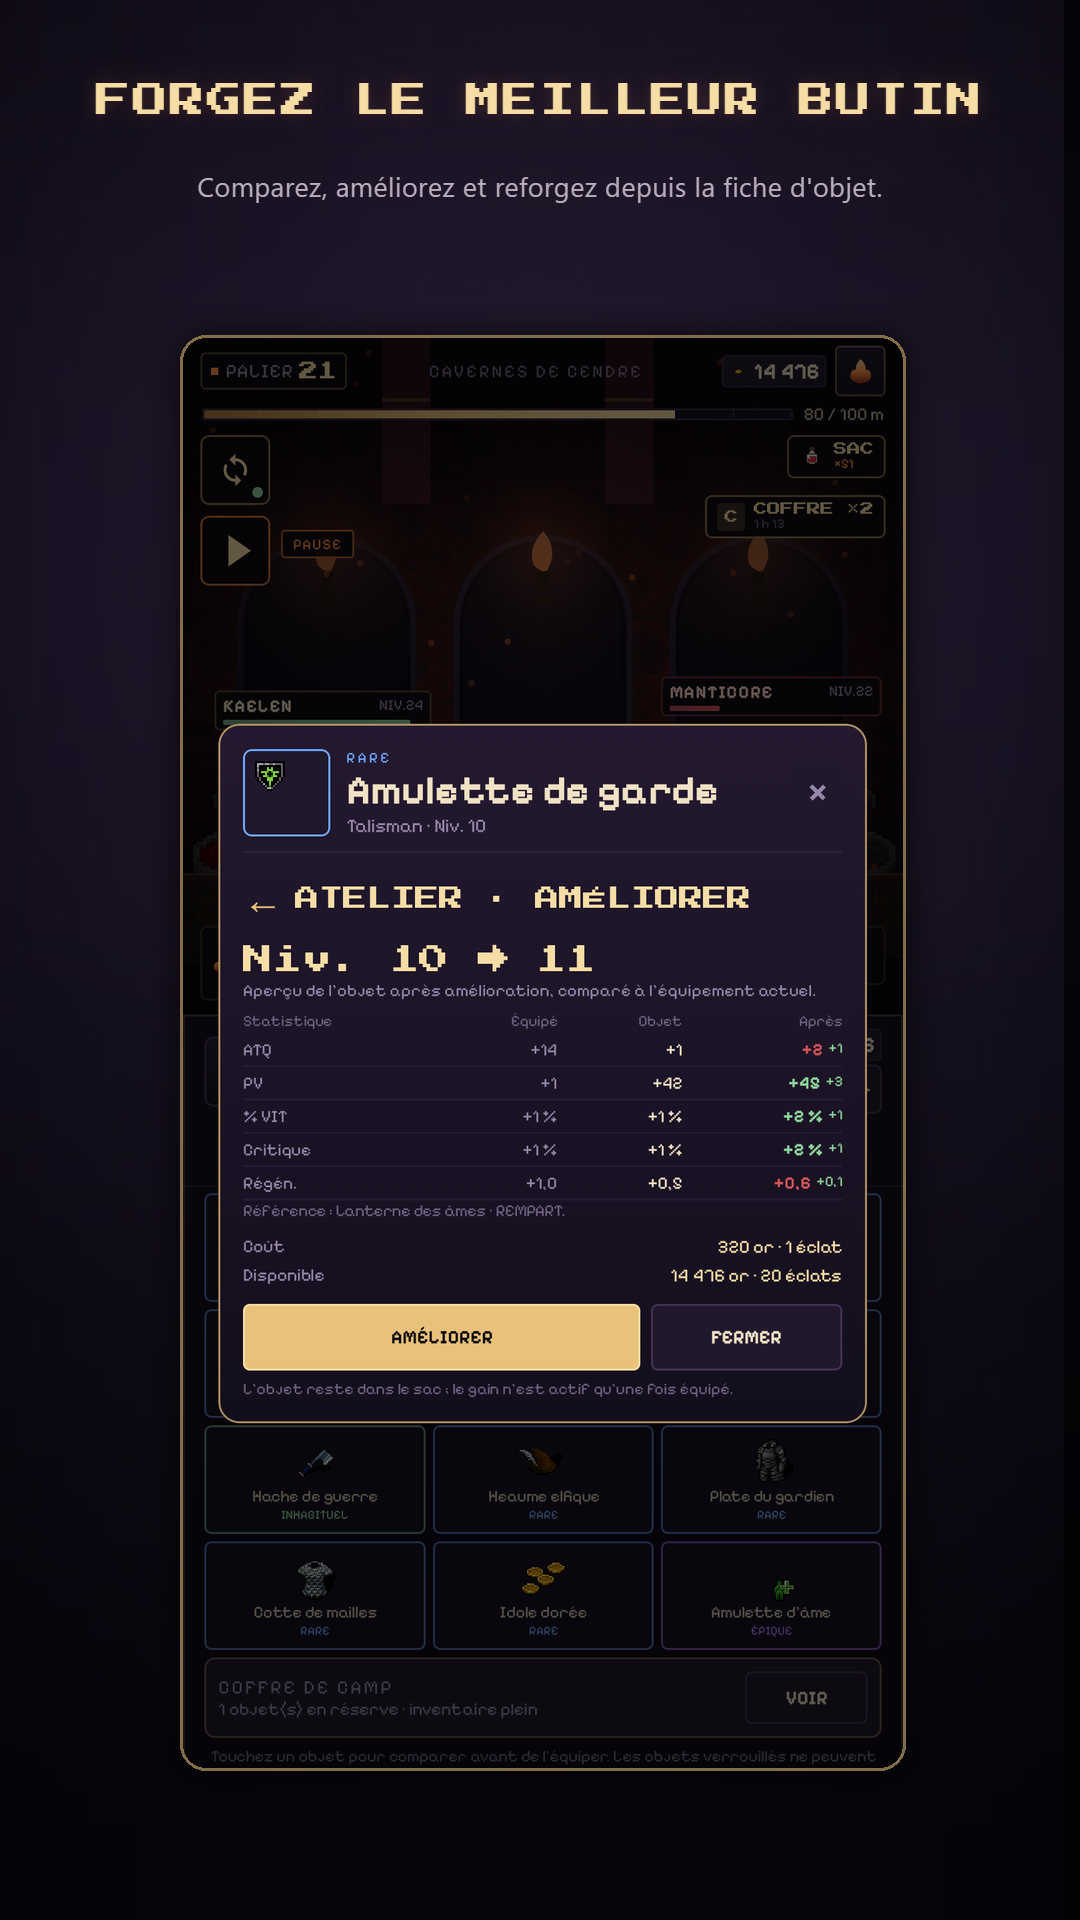 FORGEZ LE MEILLEUR BUTIN
Comparez, améliorez et reforgez depuis la fiche d'objet.
PALIER 21
CAVERNES DE CENDRE
14 476
80 / 100 m
SAC
×91
C
COFFRE ×2
1 h 13
PAUSE
KAELEN
NIV.24
MANTICORE
NIV.22
RARE
Amulette de garde
×
Talisman · Niv. 10
← ATELIER · AMÉLIORER
Niv. 10 → 11
Aperçu de l'objet après amélioration, comparé à l'équipement actuel.
Statistique Équipé Objet Après
ATQ +14 +1 +2 +1
PV +1 +42 +45 +3
% VIT +1 % +1 % +2 % +1
Critique +1 % +1 % +2 % +1
Régén. +1,0 +0,5 +0,6 +0,1
Référence : Lanterne des âmes · REMPART.
Coût 320 or · 1 éclat
Disponible 14 476 or · 20 éclats
AMÉLIORER
FERMER
L'objet reste dans le sac ; le gain n'est actif qu'une fois équipé.
Hache de guerre
INHABITUEL
Heaume elfique
RARE
Plate du gardien
RARE
Cotte de mailles
RARE
Idole dorée
RARE
Amulette d'âme
ÉPIQUE
COFFRE DE CAMP
1 objet(s) en réserve · inventaire plein
VOIR
Touchez un objet pour comparer avant de l'équiper. Les objets verrouillés ne peuvent